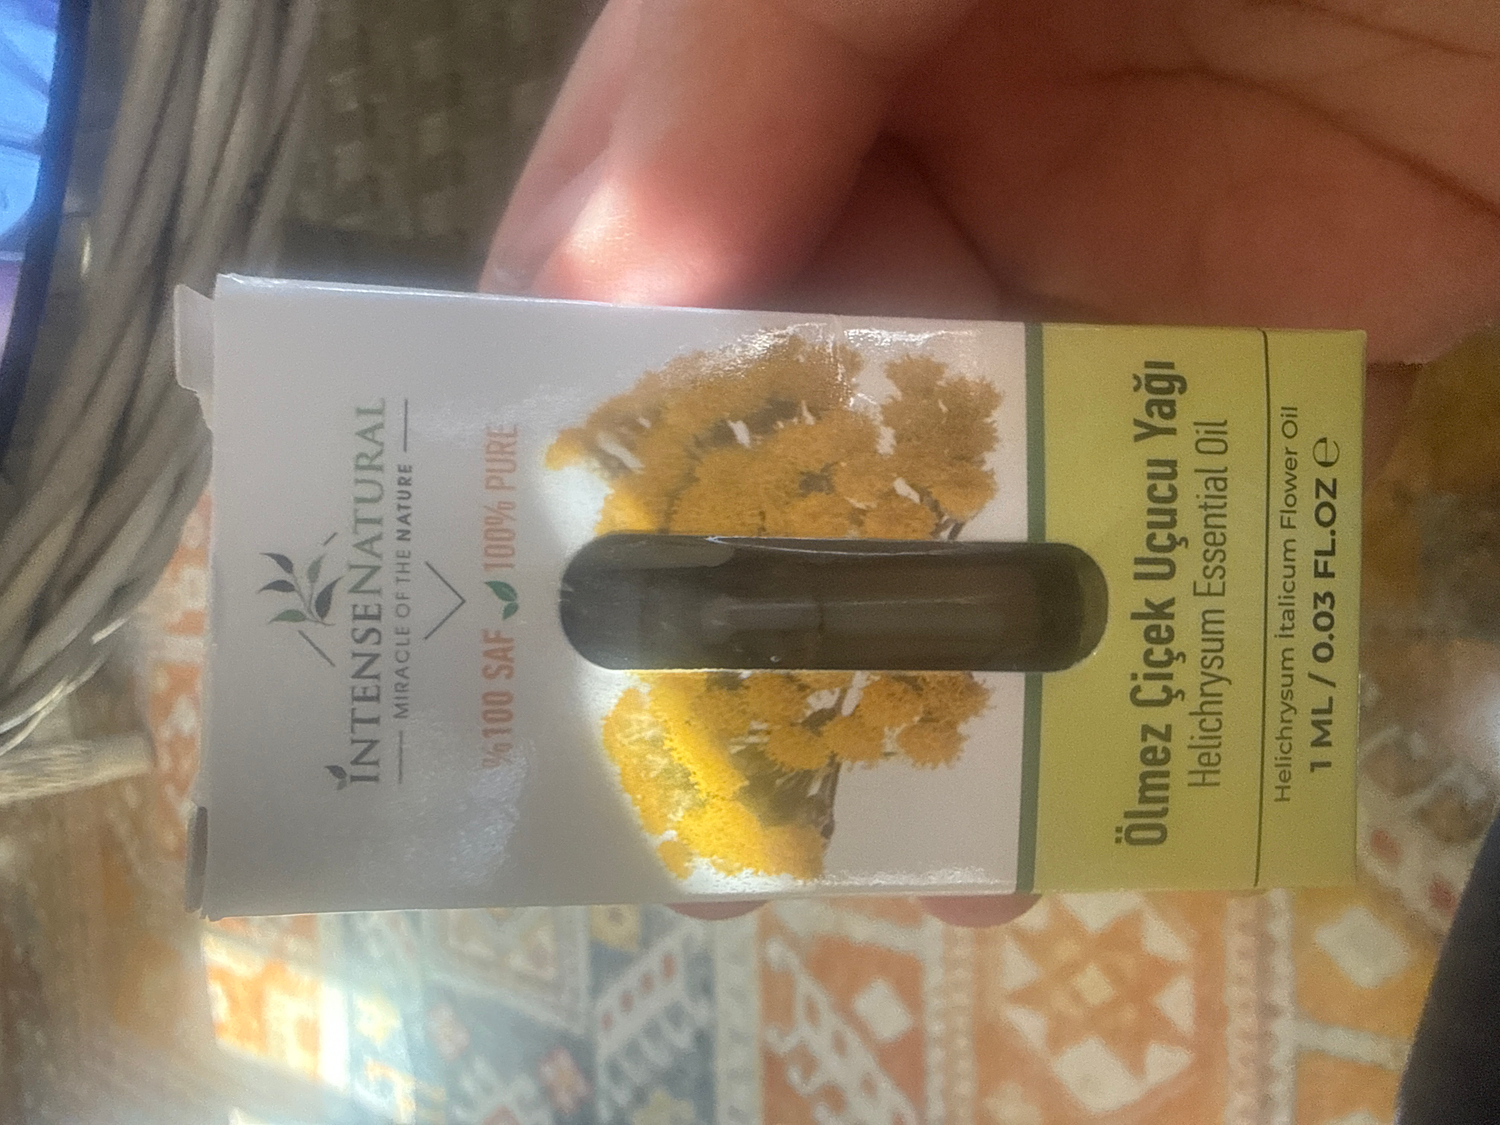 INTENSENATURAL
MIRACLE OF THE NATURE
%100 SAF 100% PURE
Ölmez Çiçek Uçucu Yağı
Helichrysum Essential Oil
Helichrysum italicum Flower Oil
1 ML / 0.03 FL.OZ ℮